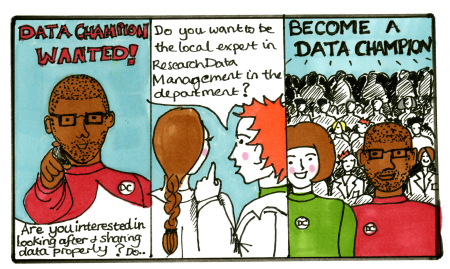 DATA CHAMPION
WANTED!
DC
Are you interested in
looking after & sharing
data properly? Do..
Do you want to be
the local expert in
Research Data
Management in the
department?
BECOME A
DATA CHAMPION
DC
DC